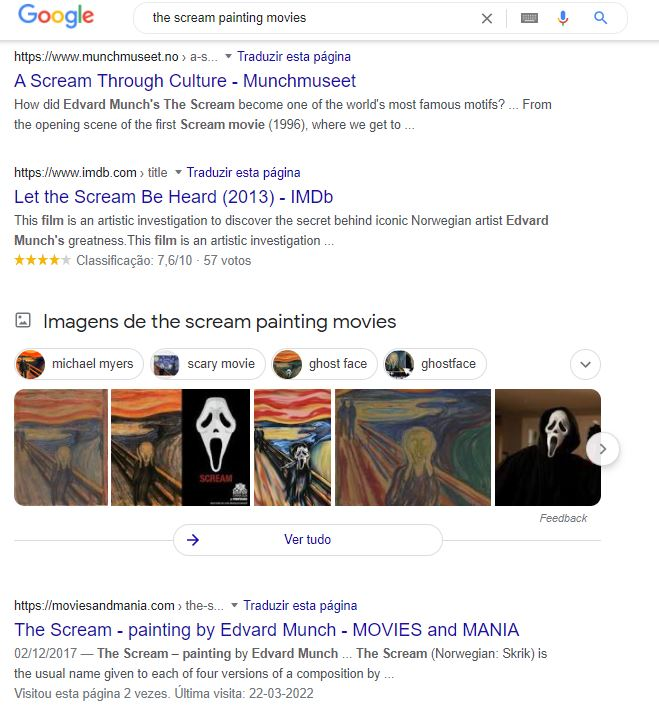 Google
the scream painting movies
https://www.munchmuseet.no › a-s... Traduzir esta página
A Scream Through Culture - Munchmuseet
How did Edvard Munch's The Scream become one of the world's most famous motifs? ... From
the opening scene of the first Scream movie (1996), where we get to ...
https://www.imdb.com › title Traduzir esta página
Let the Scream Be Heard (2013) - IMDb
This film is an artistic investigation to discover the secret behind iconic Norwegian artist Edvard
Munch's greatness.This film is an artistic investigation ...
Classificação: 7,6/10 · 57 votos
Imagens de the scream painting movies
michael myers scary movie ghost face ghostface
SCREAM
Feedback
Ver tudo
https://moviesandmania.com › the-s... Traduzir esta página
The Scream - painting by Edvard Munch - MOVIES and MANIA
02/12/2017 — The Scream – painting by Edvard Munch ... The Scream (Norwegian: Skrik) is
the usual name given to each of four versions of a composition by ...
Visitou esta página 2 vezes. Última visita: 22-03-2022